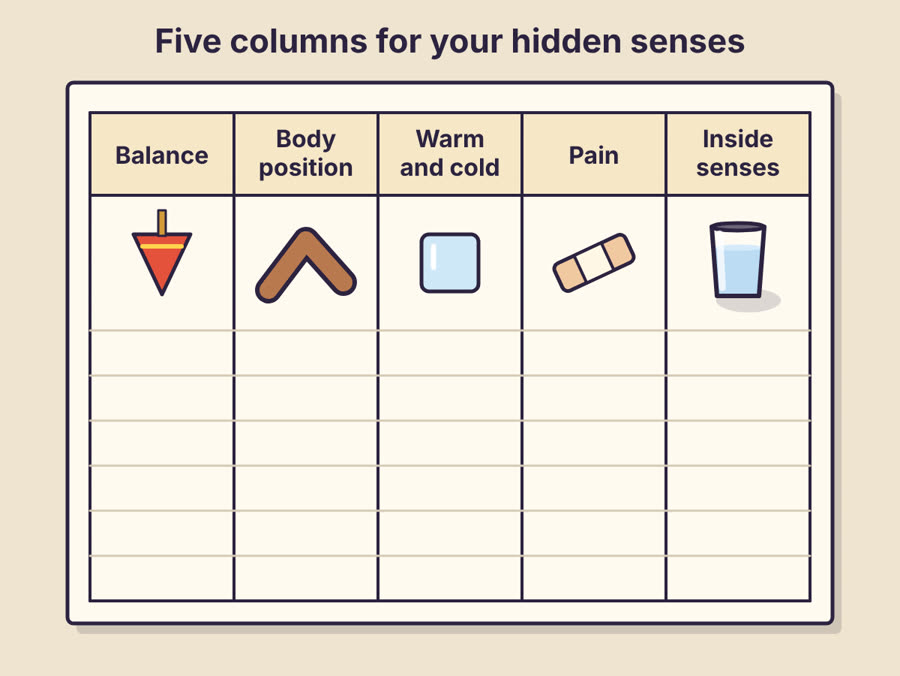 Five columns for your hidden senses
Balance
Body
position
Warm
and cold
Pain
Inside
senses